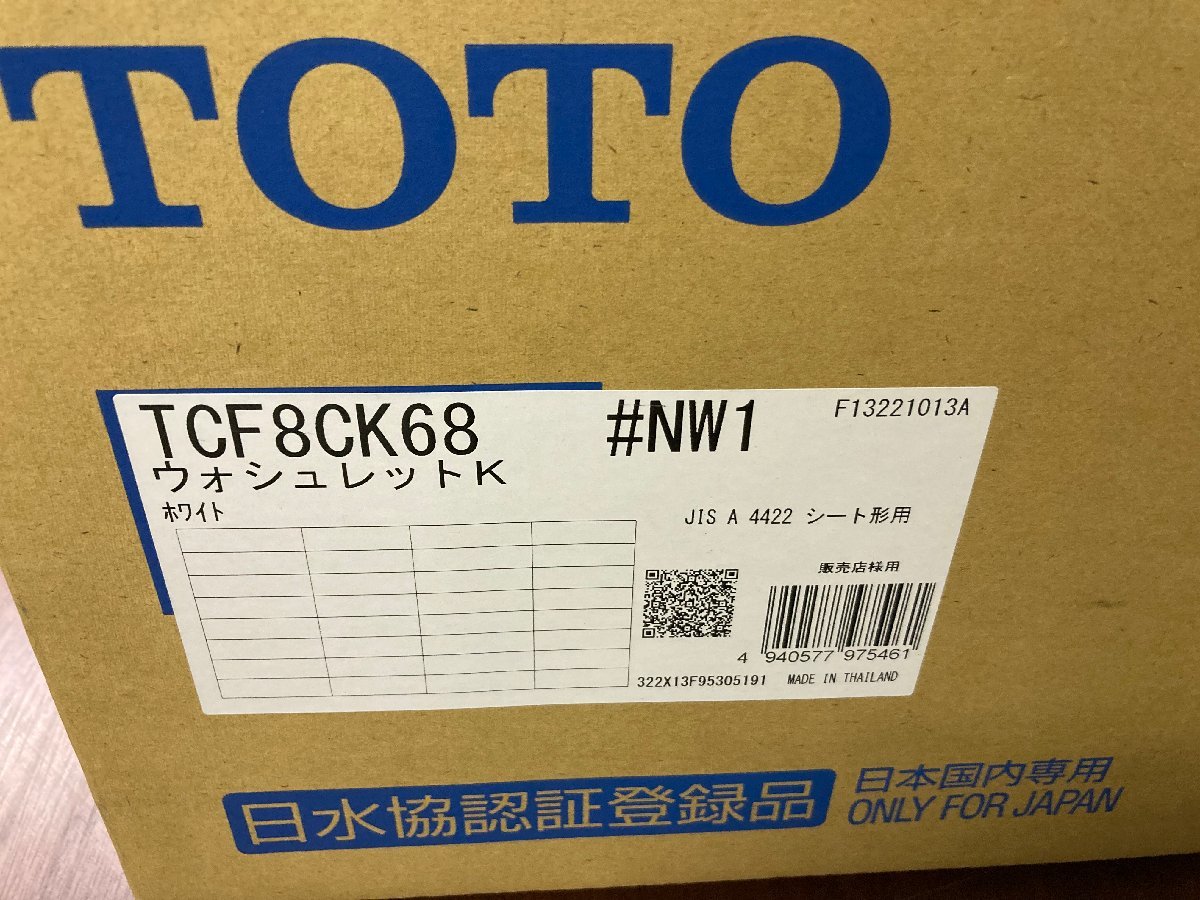 TOTO
TCF8CK68 #NW1 F13221013A
ウォシュレットK
ホワイト
JIS A 4422 シート形用
販売店様用
4 940577 975461
322X13F95305191 MADE IN THAILAND
日水協認証登録品
日本国内専用
ONLY FOR JAPAN